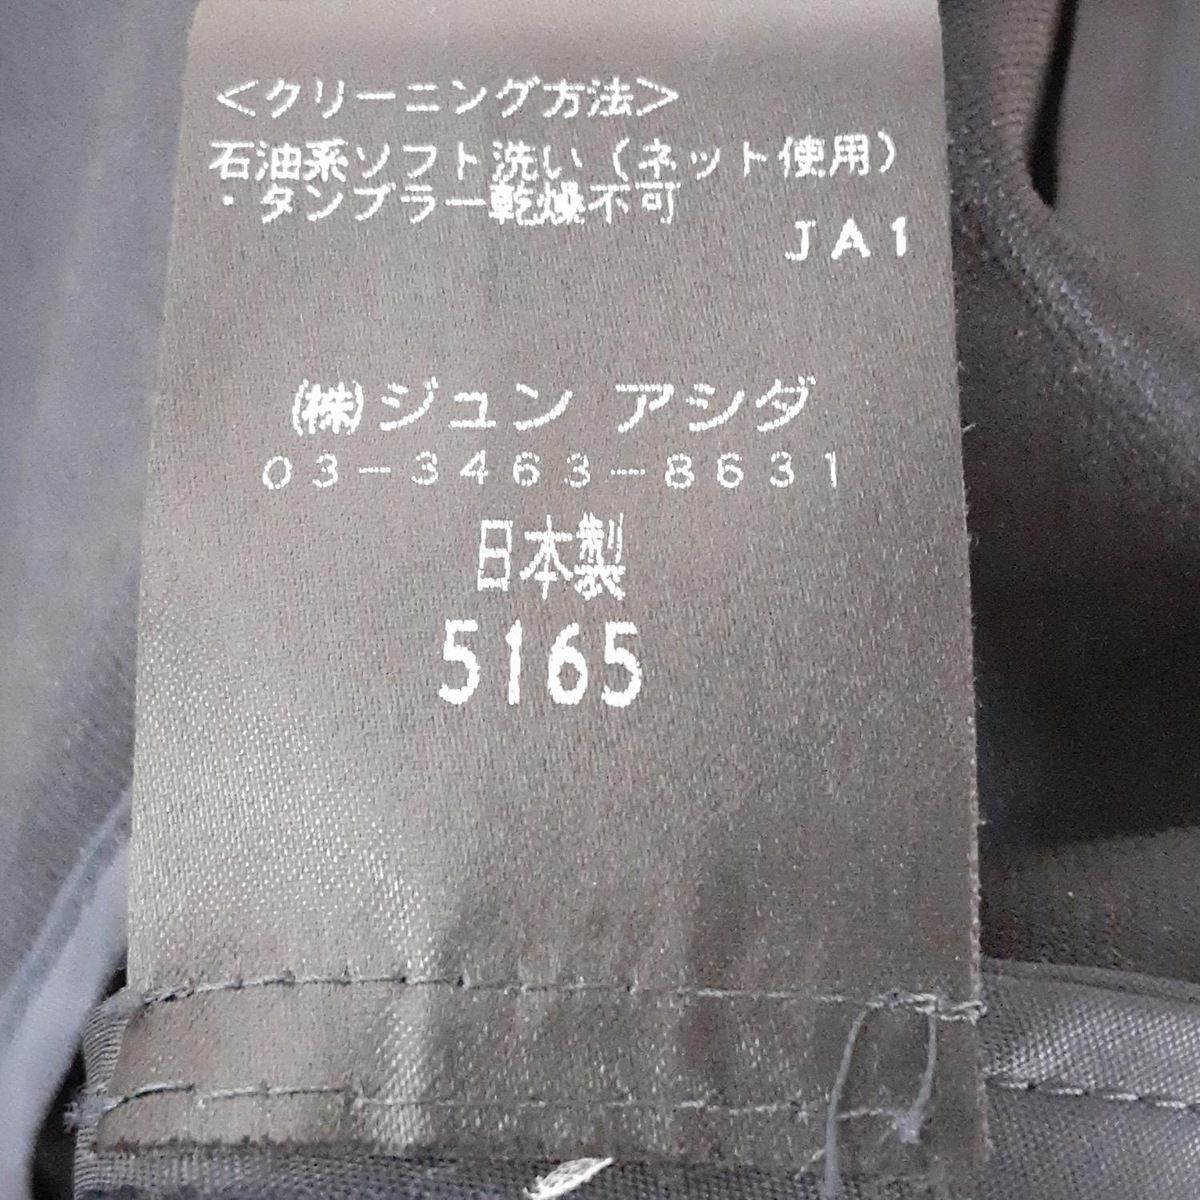 ＜クリーニング方法＞
石油系ソフト洗い（ネット使用）
・タンブラー乾燥不可
JA1
(株)ジュン アシダ
03-3463-8631
日本製
5165